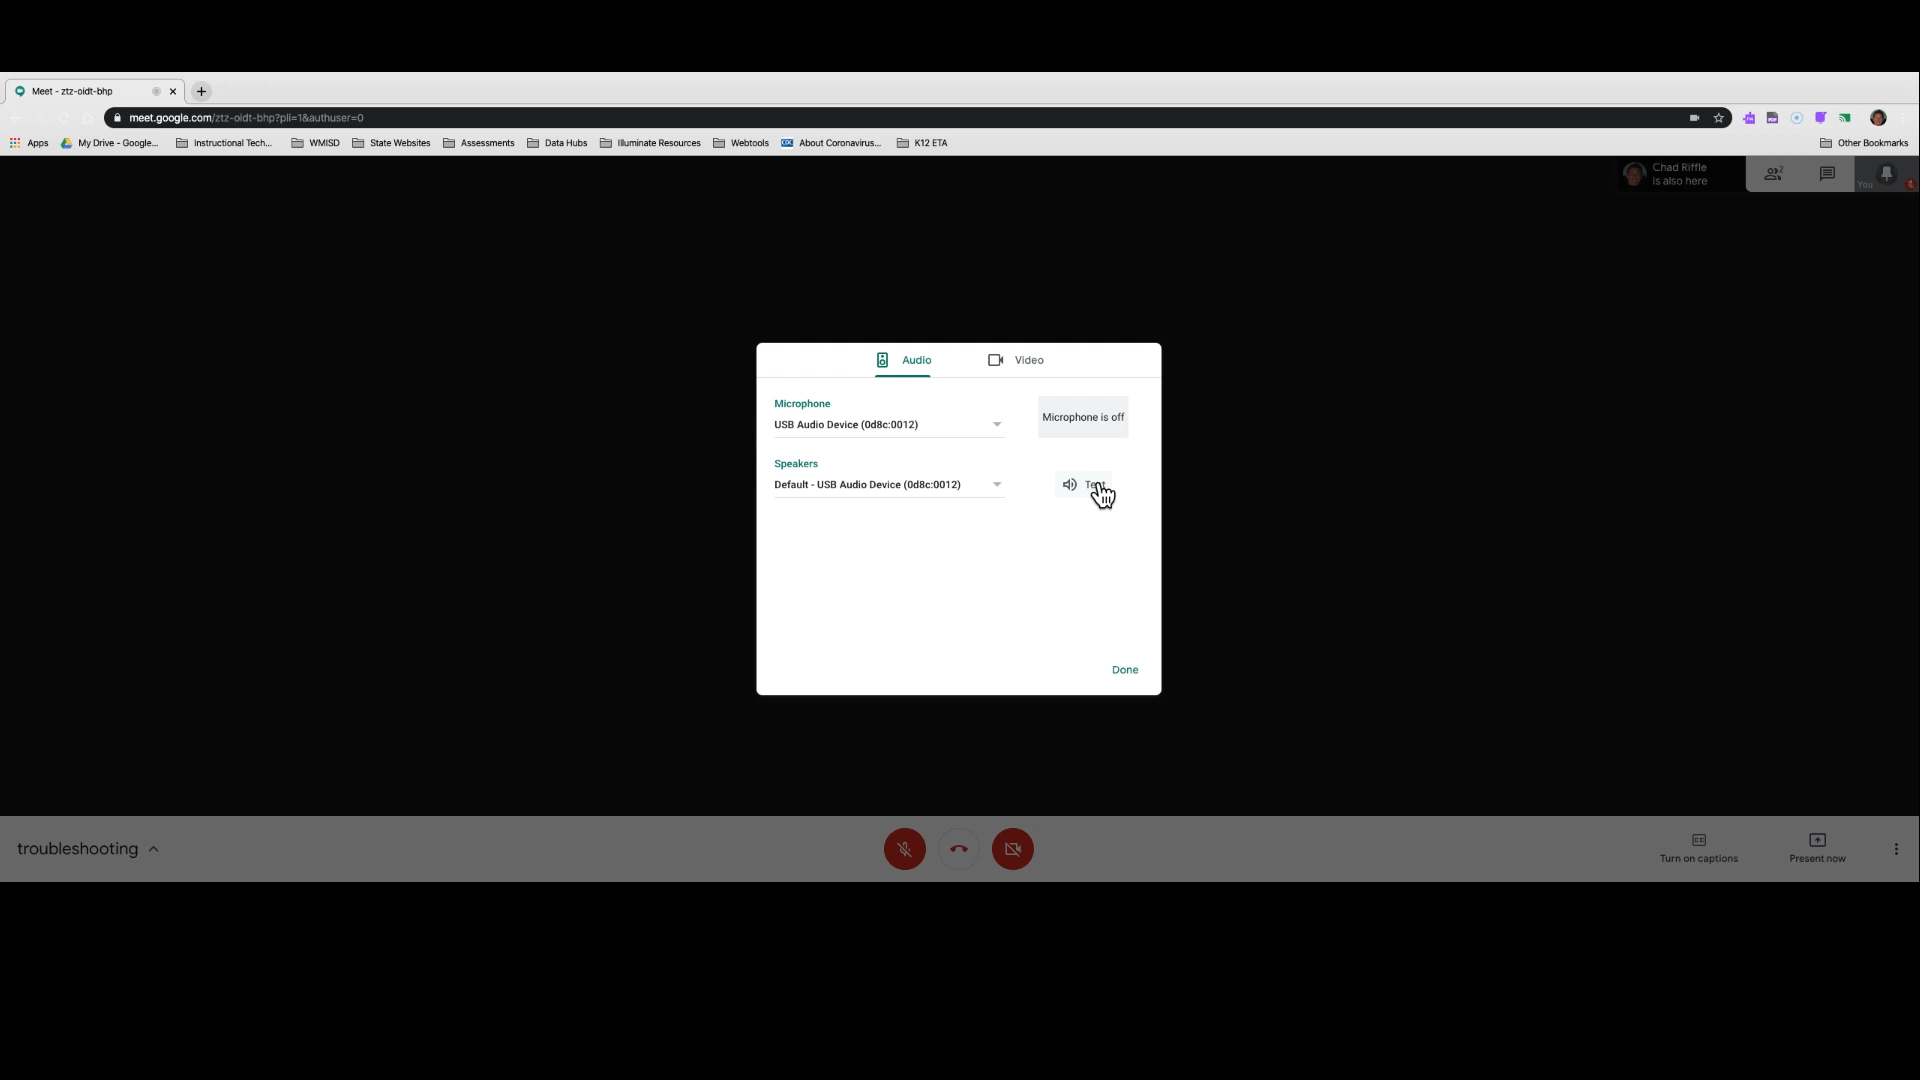 Meet - ztz-oidt-bhp
meet.google.com/ztz-oidt-bhp?pli=1&authuser=0
Apps My Drive - Google... Instructional Tech... WMISD State Websites Assessments Data Hubs Illuminate Resources Webtools CDC About Coronavirus... K12 ETA Other Bookmarks
Chad Riffle
is also here
2
You
Audio Video
Microphone
USB Audio Device (0d8c:0012)
Microphone is off
Speakers
Default - USB Audio Device (0d8c:0012)
Done
troubleshooting
CC
Turn on captions
Present now